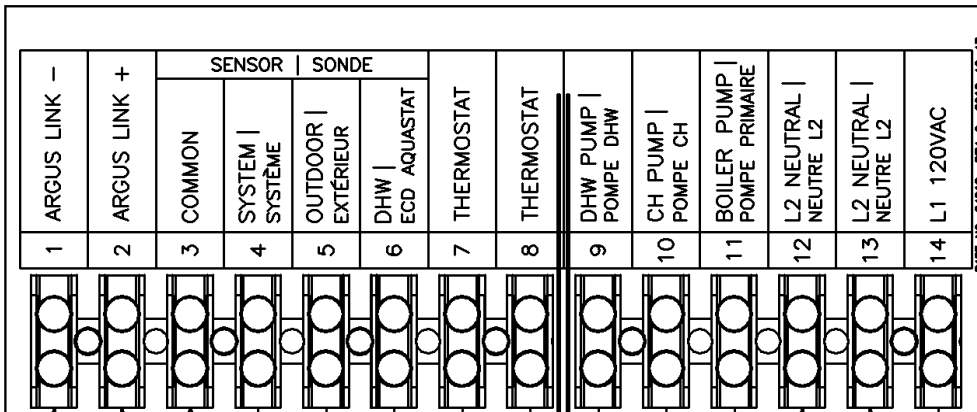 SENSOR | SONDE
ARGUS LINK -
ARGUS LINK +
COMMON
SYSTEM |
SYSTÈME
OUTDOOR |
EXTÉRIEUR
DHW |
ECD AQUASTAT
THERMOSTAT
THERMOSTAT
DHW PUMP |
POMPE DHW
CH PUMP |
POMPE CH
BOILER PUMP |
POMPE PRIMAIRE
L2 NEUTRAL |
NEUTRE L2
L2 NEUTRAL |
NEUTRE L2
L1 120VAC
1 2 3 4 5 6 7 8 9 10 11 12 13 14